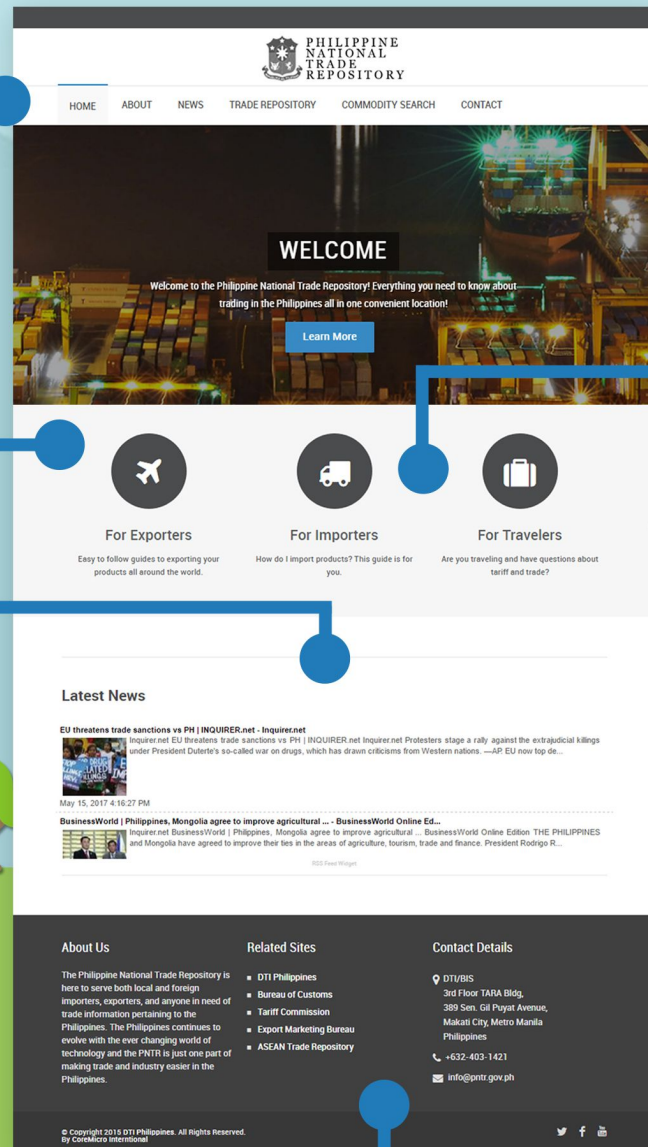 PHILIPPINE
NATIONAL
TRADE
REPOSITORY
HOME ABOUT NEWS TRADE REPOSITORY COMMODITY SEARCH CONTACT
WELCOME
Welcome to the Philippine National Trade Repository! Everything you need to know about
trading in the Philippines all in one convenient location!
Learn More
For Exporters
Easy to follow guides to exporting your
products all around the world.
For Importers
How do I import products? This guide is for
you.
For Travelers
Are you traveling and have questions about
tariff and trade?
Latest News
EU threatens trade sanctions vs PH | INQUIRER.net - Inquirer.net
Inquirer.net EU threatens trade sanctions vs PH | INQUIRER.net Inquirer.net Protesters stage a rally against the extrajudicial killings
under President Duterte's so-called war on drugs, which has drawn criticisms from Western nations. —AP. EU now top de...
May 15, 2017 4:16:27 PM
BusinessWorld | Philippines, Mongolia agree to improve agricultural ... - BusinessWorld Online Ed...
Inquirer.net BusinessWorld | Philippines, Mongolia agree to improve agricultural ... BusinessWorld Online Edition THE PHILIPPINES
and Mongolia have agreed to improve their ties in the areas of agriculture, tourism, trade and finance. President Rodrigo R...
RSS Feed Widget
About Us
The Philippine National Trade Repository is
here to serve both local and foreign
importers, exporters, and anyone in need of
trade information pertaining to the
Philippines. The Philippines continues to
evolve with the ever changing world of
technology and the PNTR is just one part of
making trade and industry easier in the
Philippines.
Related Sites
DTI Philippines
Bureau of Customs
Tariff Commission
Export Marketing Bureau
ASEAN Trade Repository
Contact Details
DTI/BIS
3rd Floor TARA Bldg,
389 Sen. Gil Puyat Avenue,
Makati City, Metro Manila
Philippines
+632-403-1421
info@pntr.gov.ph
© Copyright 2015 DTI Philippines. All Rights Reserved.
By CoreMicro Interntional